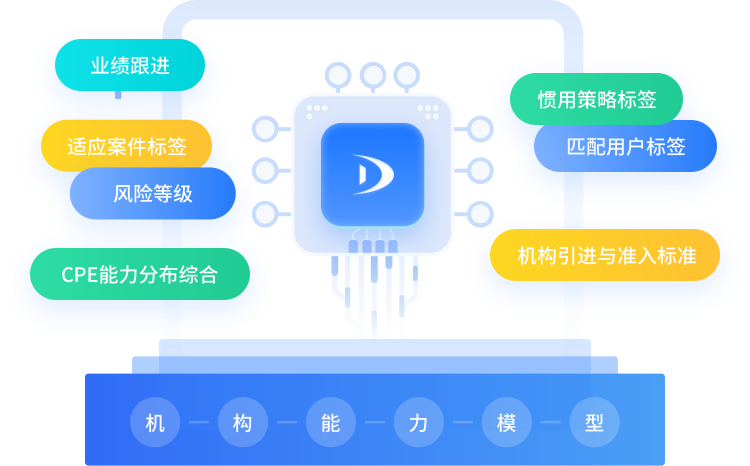 业绩跟进
适应案件标签
风险等级
CPE能力分布综合
惯用策略标签
匹配用户标签
机构引进与准入标准
机构能力模型